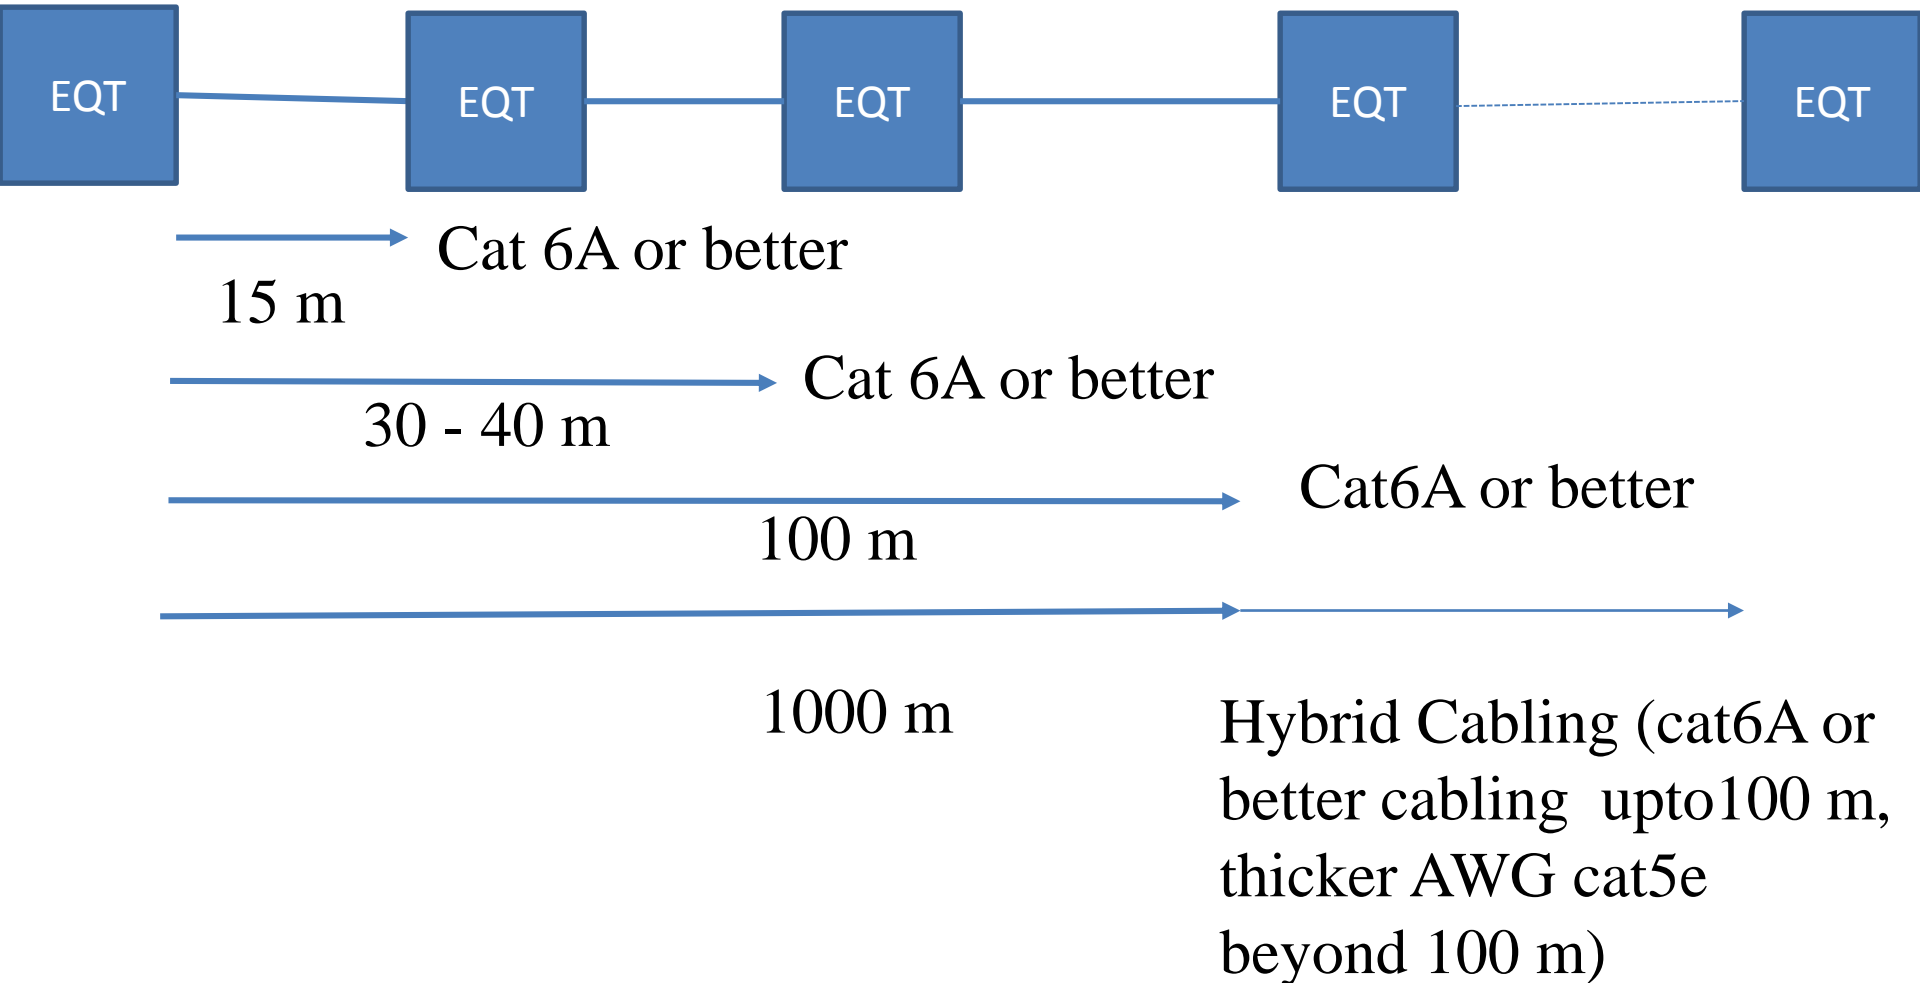 EQT
EQT
EQT
EQT
EQT
Cat 6A or better
15 m
Cat 6A or better
30 - 40 m
Cat6A or better
100 m
1000 m
Hybrid Cabling (cat6A or
better cabling  upto100 m,
thicker AWG cat5e
beyond 100 m)